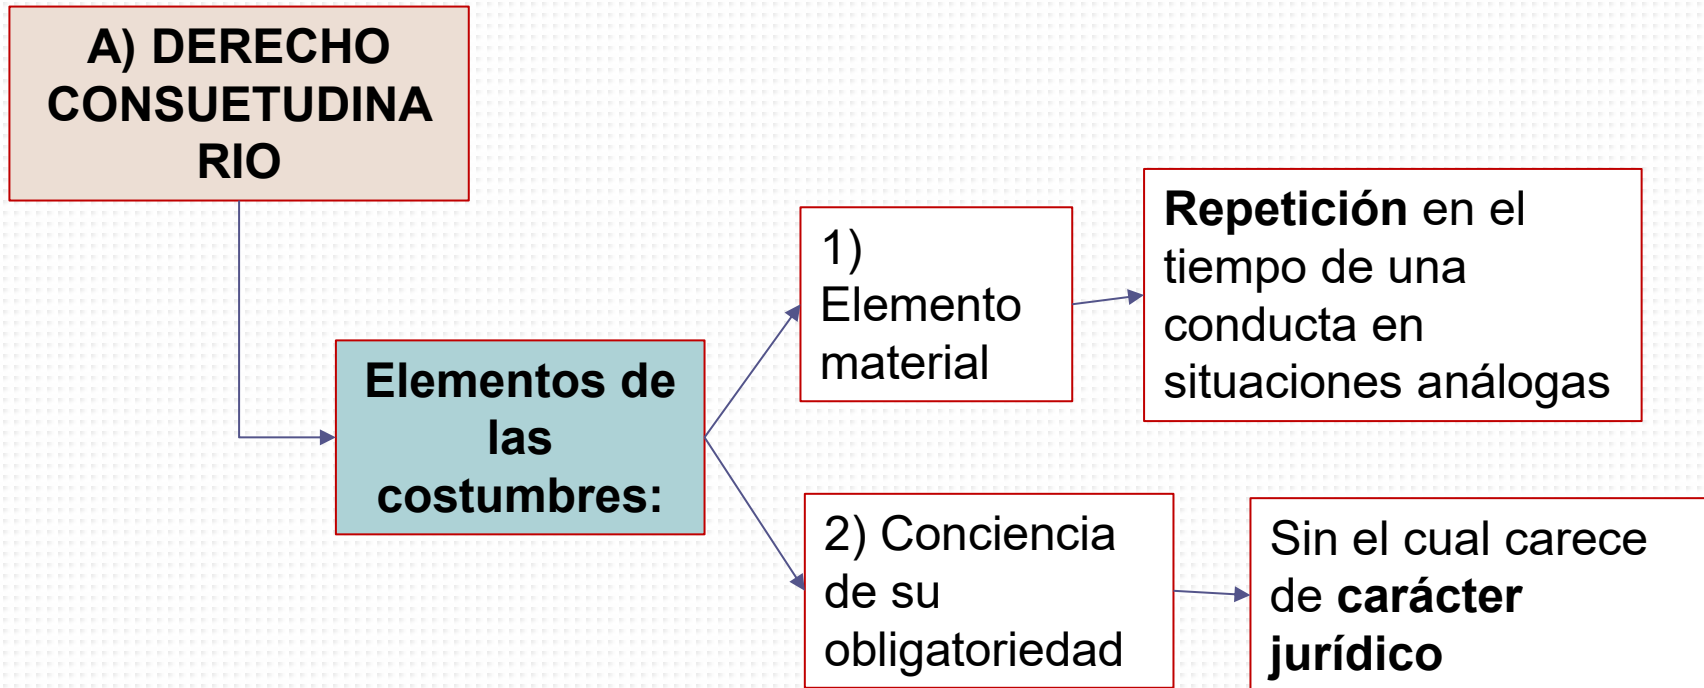 A) DERECHO
CONSUETUDINA
RIO
Elementos de
las
costumbres:
1)
Elemento
material
Repetición en el
tiempo de una
conducta en
situaciones análogas
2) Conciencia
de su
obligatoriedad
Sin el cual carece
de carácter
jurídico